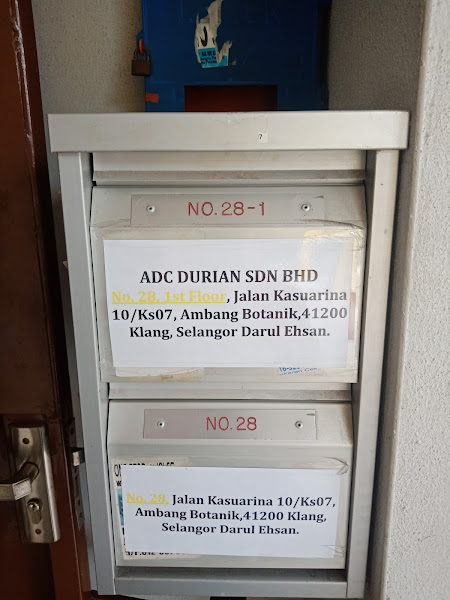 7
NO. 28-1
ADC DURIAN SDN BHD
No. 28, 1st Floor, Jalan Kasuarina
10/Ks07, Ambang Botanik,41200
Klang, Selangor Darul Ehsan.
NO. 28
No. 28, Jalan Kasuarina 10/Ks07,
Ambang Botanik,41200 Klang,
Selangor Darul Ehsan.